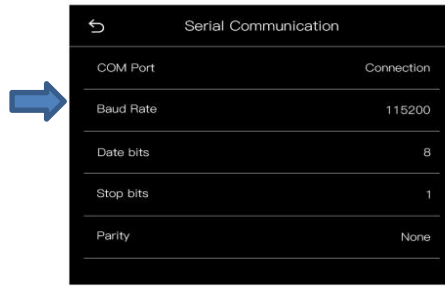 Serial Communication
COM Port Connection
Baud Rate 115200
Date bits 8
Stop bits 1
Parity None